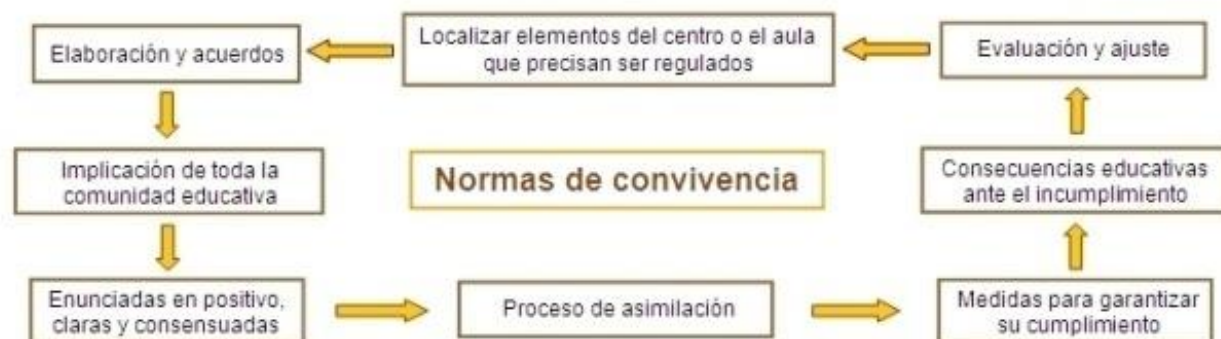 Elaboración y acuerdos
Localizar elementos del centro o el aula
que precisan ser regulados
Evaluación y ajuste
Implicación de toda la
comunidad educativa
Normas de convivencia
Consecuencias educativas
ante el incumplimiento
Enunciadas en positivo,
claras y consensuadas
Proceso de asimilación
Medidas para garantizar
su cumplimiento